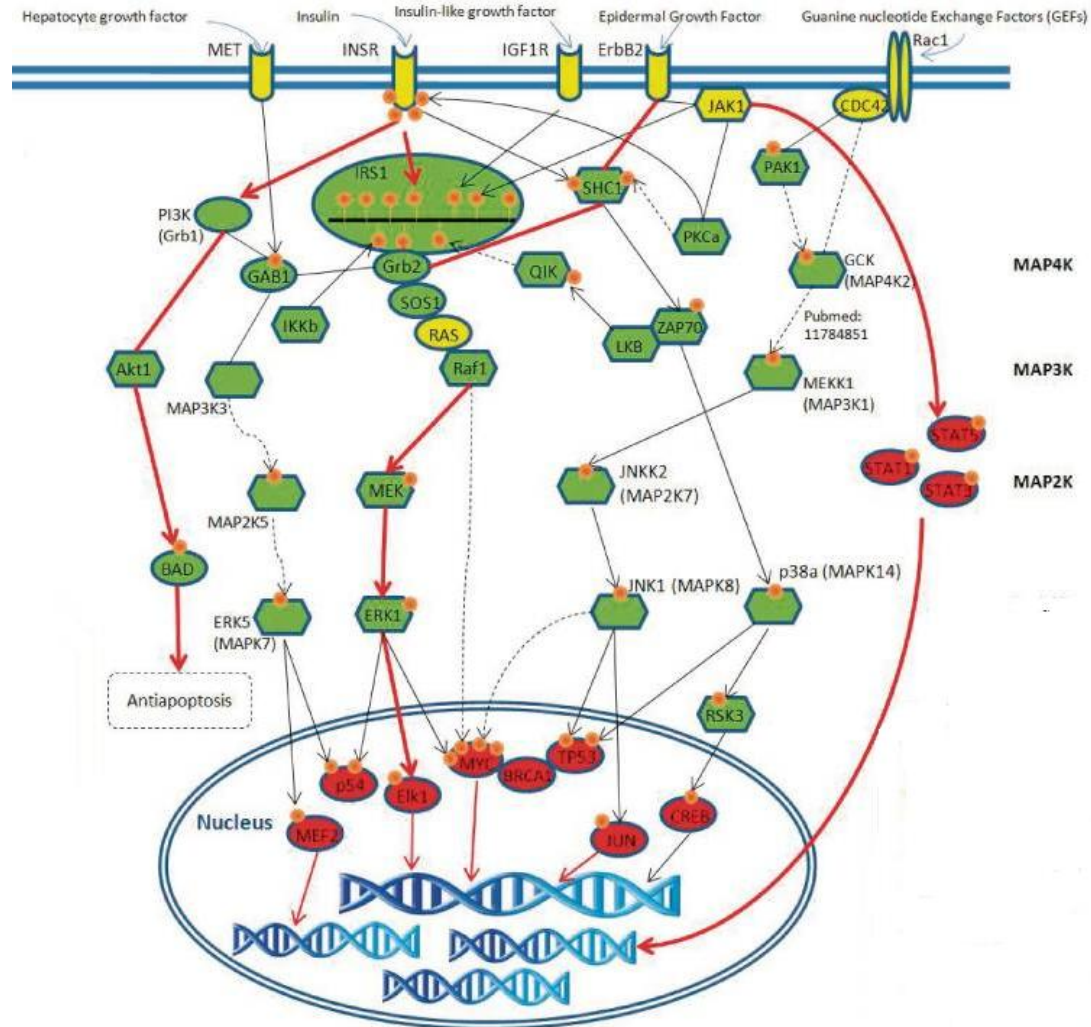 Hepatocyte growth factor
Insulin
Insulin-like growth factor
Epidermal Growth Factor
Guanine nucleotide Exchange Factors (GEFs)
MET
INSR
IGF1R
ErbB2
Rac1
JAK1
CDC42
IRS1
SHC1
PAK1
PI3K
(Grb1)
PKCa
GAB1
Grb2
QIK
GCK
(MAP4K2)
MAP4K
SOS1
IKKb
RAS
LKB
ZAP70
Pubmed:
11784851
Akt1
Raf1
MAP3K
MAP3K3
MEKK1
(MAP3K1)
STAT5
STAT1
STAT3
MAP2K
MEK
JNKK2
(MAP2K7)
MAP2K5
BAD
p38a (MAPK14)
JNK1 (MAPK8)
ERK5
(MAPK7)
ERK1
Antiapoptosis
RSK3
MYC
TP53
BRCA1
p54
Elk1
CREB
Nucleus
MEF2
JUN